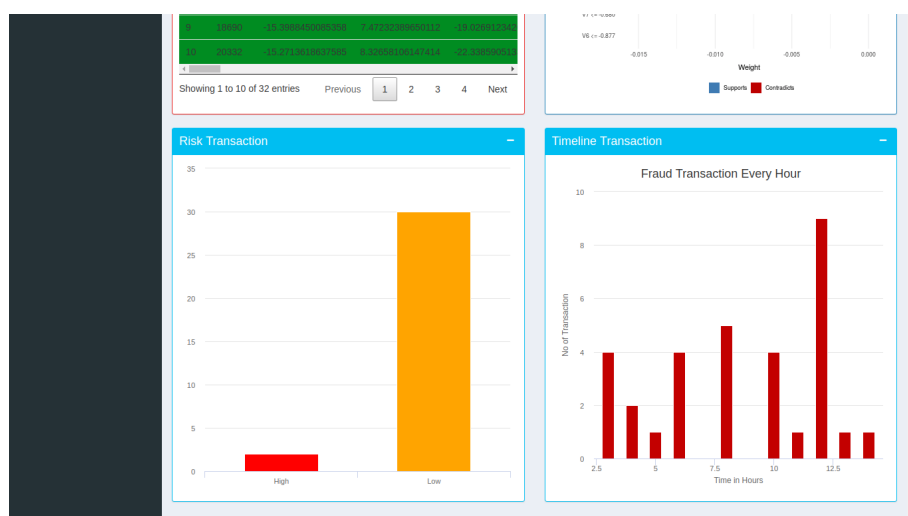 9 18890 -15.3988450085358 7.47232389650112 -19.026912342
10 20332 -15.2713618637585 8.32658106147414 -22.338590513
Showing 1 to 10 of 32 entries Previous 1 2 3 4 Next
V6 <= -0.877
-0.015 -0.010 -0.005 0.000
Weight
Supports Contradicts
Risk Transaction
35
30
25
20
15
10
5
0
High Low
Timeline Transaction
Fraud Transaction Every Hour
No of Transaction
10
8
6
4
2
0
2.5 5 7.5 10 12.5
Time in Hours